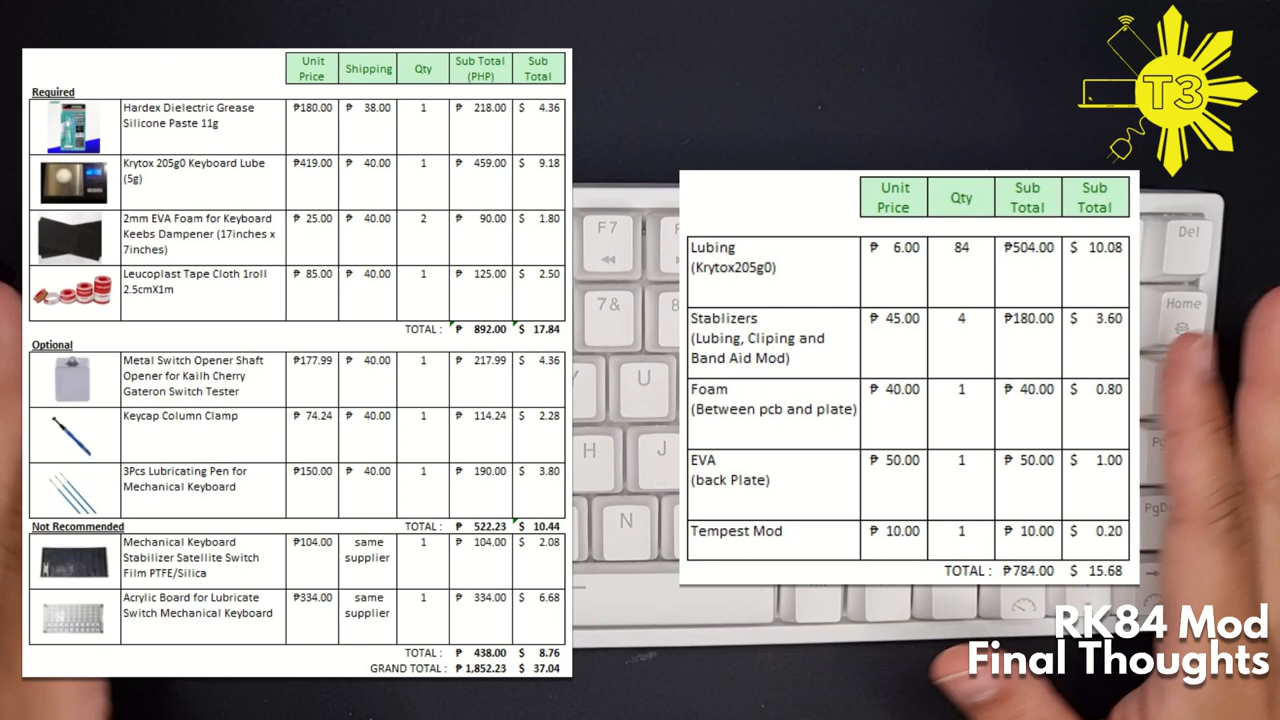 T3
Unit Price Shipping Qty Sub Total (PHP) Sub Total
Required
Hardex Dielectric Grease Silicone Paste 11g ₱180.00 ₱ 38.00 1 ₱ 218.00 $ 4.36
Krytox 205g0 Keyboard Lube (5g) ₱419.00 ₱ 40.00 1 ₱ 459.00 $ 9.18
2mm EVA Foam for Keyboard Keebs Dampener (17inches x 7inches) ₱ 25.00 ₱ 40.00 2 ₱ 90.00 $ 1.80
Leucoplast Tape Cloth 1roll 2.5cmX1m ₱ 85.00 ₱ 40.00 1 ₱ 125.00 $ 2.50
TOTAL : ₱ 892.00 $ 17.84
Optional
Metal Switch Opener Shaft Opener for Kailh Cherry Gateron Switch Tester ₱177.99 ₱ 40.00 1 ₱ 217.99 $ 4.36
Keycap Column Clamp ₱ 74.24 ₱ 40.00 1 ₱ 114.24 $ 2.28
3Pcs Lubricating Pen for Mechanical Keyboard ₱150.00 ₱ 40.00 1 ₱ 190.00 $ 3.80
Not Recommended TOTAL : ₱ 522.23 $ 10.44
Mechanical Keyboard Stabilizer Satellite Switch Film PTFE/Silica ₱104.00 same supplier 1 ₱ 104.00 $ 2.08
Acrylic Board for Lubricate Switch Mechanical Keyboard ₱334.00 same supplier 1 ₱ 334.00 $ 6.68
TOTAL : ₱ 438.00 $ 8.76
GRAND TOTAL : ₱ 1,852.23 $ 37.04
Unit Price Qty Sub Total Sub Total
Lubing (Krytox205g0) ₱ 6.00 84 ₱504.00 $ 10.08
Stablizers (Lubing, Cliping and Band Aid Mod) ₱ 45.00 4 ₱180.00 $ 3.60
Foam (Between pcb and plate) ₱ 40.00 1 ₱ 40.00 $ 0.80
EVA (back Plate) ₱ 50.00 1 ₱ 50.00 $ 1.00
Tempest Mod ₱ 10.00 1 ₱ 10.00 $ 0.20
TOTAL : ₱784.00 $ 15.68
F7
Del
7&
Home
U
H
J
N
RK84 Mod
Final Thoughts